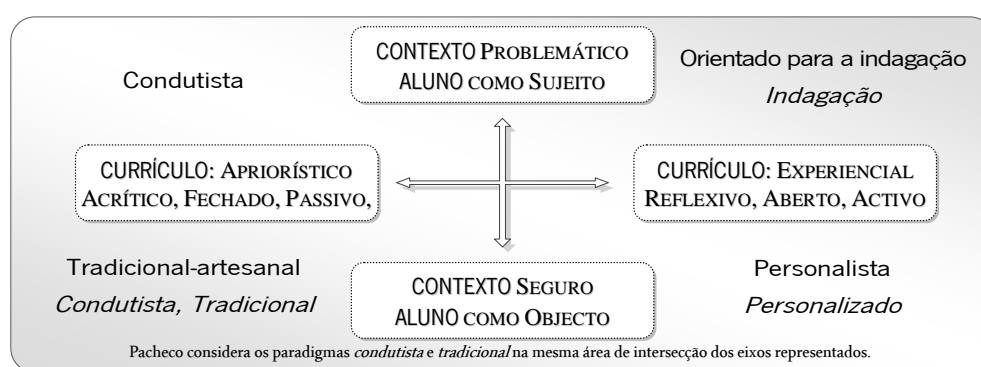 CONTEXTO PROBLEMÁTICO
ALUNO COMO SUJEITO
Condutista
Orientado para a indagação
Indagação
CURRÍCULO: APRIORÍSTICO
ACRÍTICO, FECHADO, PASSIVO,
CURRÍCULO: EXPERIENCIAL
REFLEXIVO, ABERTO, ACTIVO
Tradicional-artesanal
Condutista, Tradicional
CONTEXTO SEGURO
ALUNO COMO OBJECTO
Personalista
Personalizado
Pacheco considera os paradigmas condutista e tradicional na mesma área de intersecção dos eixos representados.